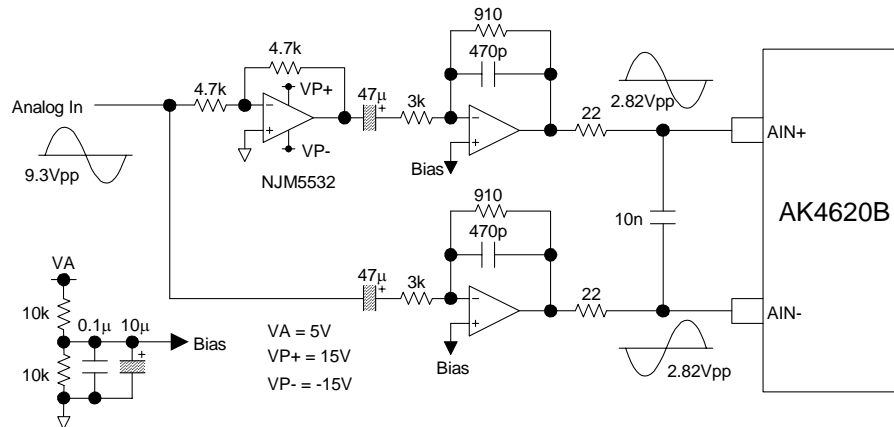 910
4.7k
470p
4.7k
VP+
47µ
+
3k
2.82Vpp
Analog In
−
+
−
+
22
AIN+
VP-
Bias
9.3Vpp
NJM5532
910
10n
AK4620B
470p
VA
47µ
+
3k
−
+
22
AIN-
10k
0.1µ
10µ
+
Bias
VA = 5V
Bias
10k
VP+ = 15V
2.82Vpp
VP- = -15V